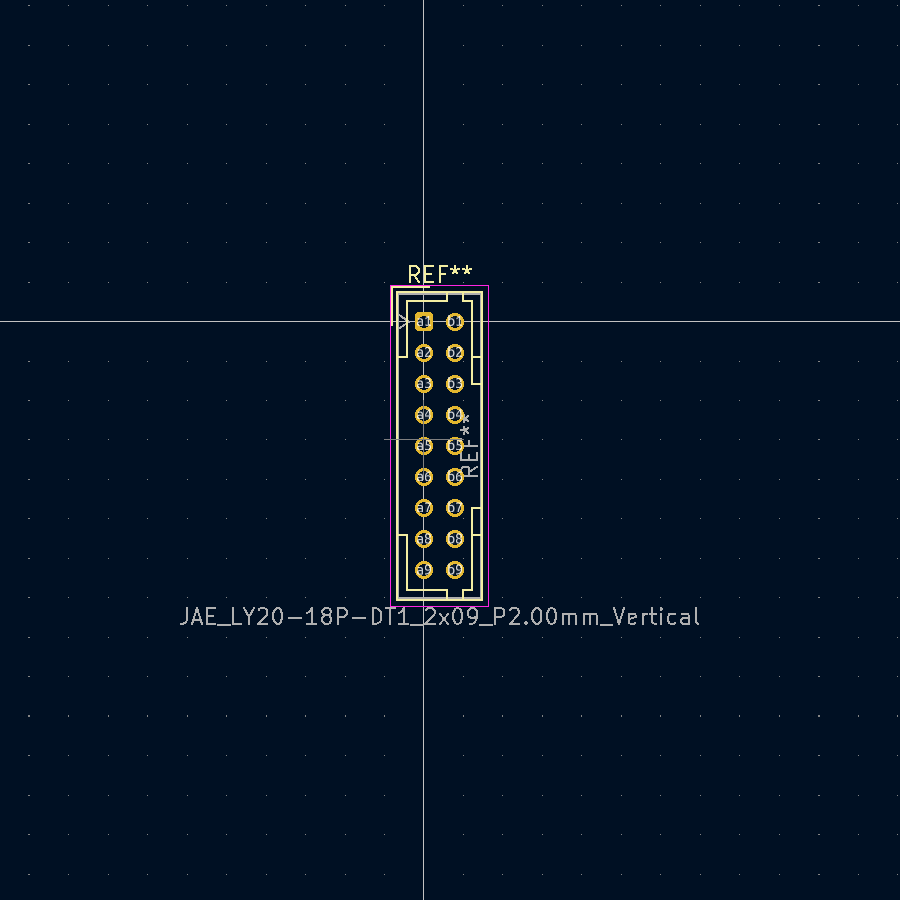 REF**
a1 b1
a2 b2
a3 b3
a4 b4
a5 b5
REF**
a6 b6
a7 b7
a8 b8
a9 b9
JAE_LY20-18P-DT1_2x09_P2.00mm_Vertical